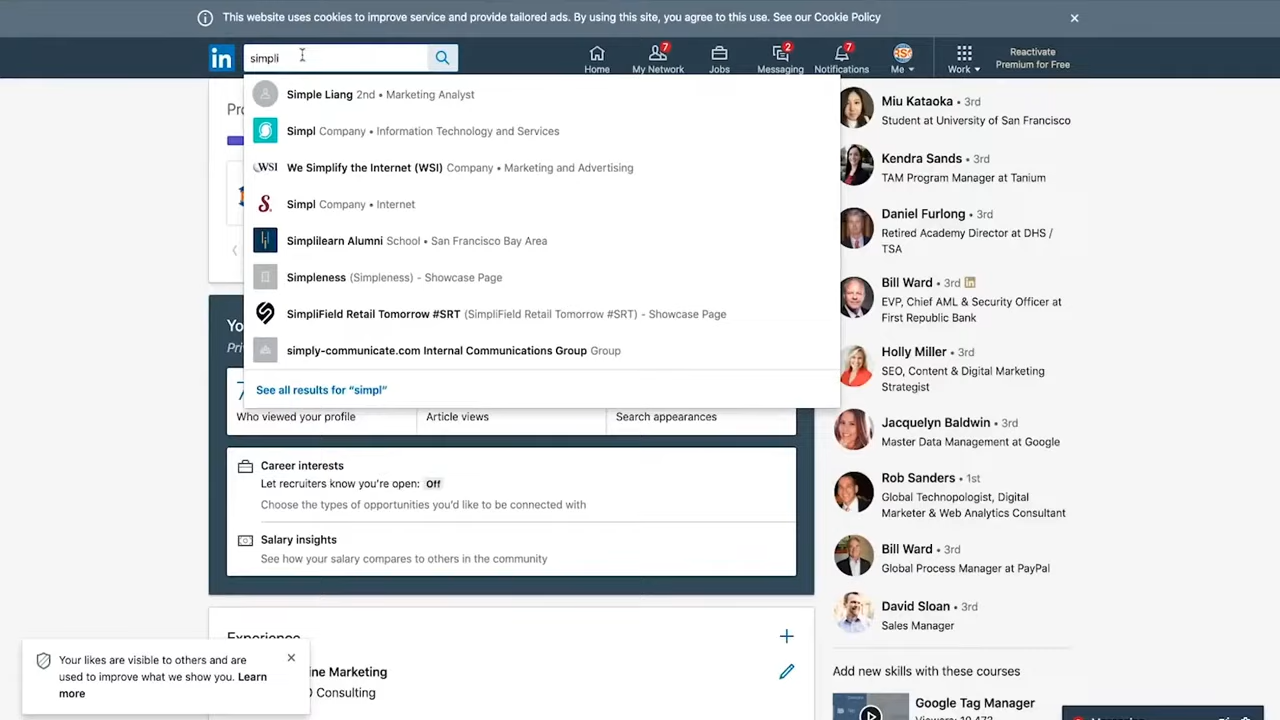 This website uses cookies to improve service and provide tailored ads. By using this site, you agree to this use. See our Cookie Policy
in
simpli
Home
7
My Network
Jobs
2
Messaging
7
Notifications
Me
Work
Reactivate
Premium for Free
Simple Liang 2nd • Marketing Analyst
Simpl Company • Information Technology and Services
WSI
We Simplify the Internet (WSI) Company • Marketing and Advertising
S.
Simpl Company • Internet
Simplilearn Alumni School • San Francisco Bay Area
Simpleness (Simpleness) - Showcase Page
SimpliField Retail Tomorrow #SRT (SimpliField Retail Tomorrow #SRT) - Showcase Page
simply-communicate.com Internal Communications Group Group
See all results for “simpl”
Who viewed your profile
Article views
Search appearances
Career interests
Let recruiters know you’re open: Off
Choose the types of opportunities you’d like to be connected with
Salary insights
See how your salary compares to others in the community
Experience
ine Marketing
Consulting
Your likes are visible to others and are
used to improve what we show you. Learn
more
Miu Kataoka • 3rd
Student at University of San Francisco
Kendra Sands • 3rd
TAM Program Manager at Tanium
Daniel Furlong • 3rd
Retired Academy Director at DHS /
TSA
Bill Ward • 3rd in
EVP, Chief AML & Security Officer at
First Republic Bank
Holly Miller • 3rd
SEO, Content & Digital Marketing
Strategist
Jacquelyn Baldwin • 3rd
Master Data Management at Google
Rob Sanders • 1st
Global Technopologist, Digital
Marketer & Web Analytics Consultant
Bill Ward • 3rd
Global Process Manager at PayPal
David Sloan • 3rd
Sales Manager
Add new skills with these courses
Google Tag Manager